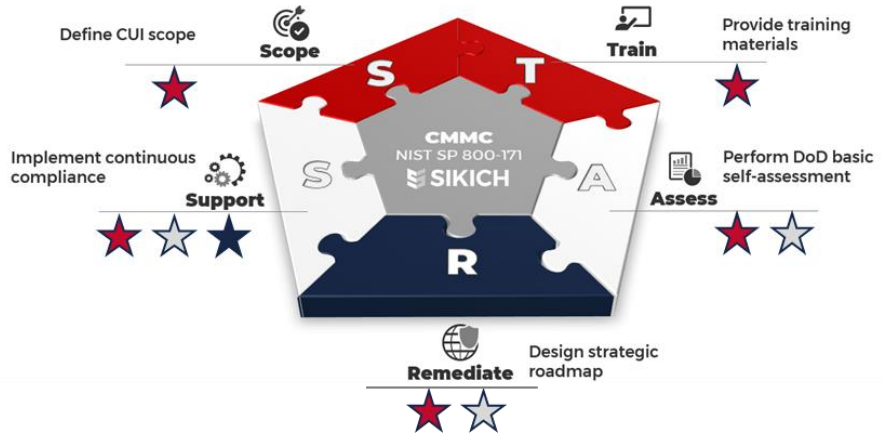 Define CUI scope
Scope
S
T
Train
Provide training
materials
CMMC
NIST SP 800-171
SIKICH
Implement continuous
compliance
Support
S
A
Assess
Perform DoD basic
self-assessment
R
Remediate
Design strategic
roadmap